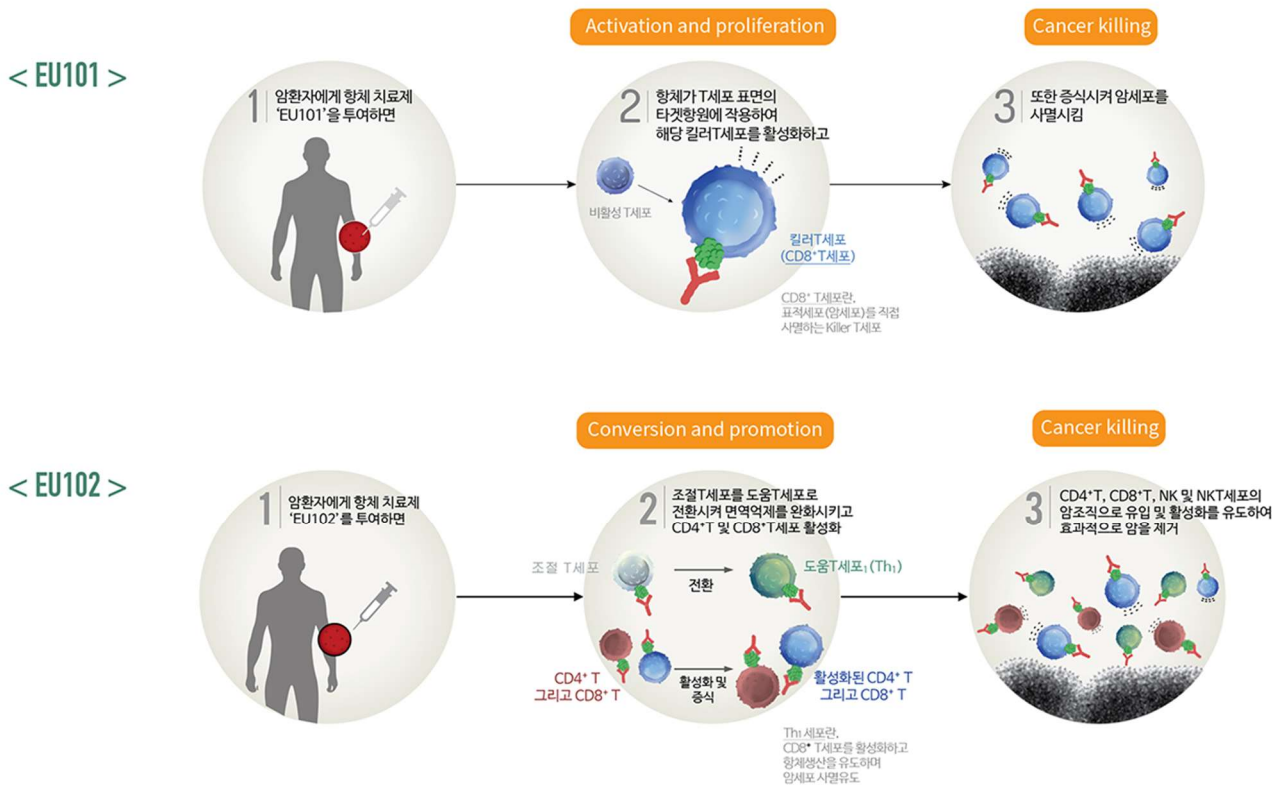 Activation and proliferation
Cancer killing
< EU101 >
1 암환자에게 항체 치료제
'EU101'을 투여하면
2 항체가 T세포 표면의
타겟항원에 작용하여
해당 킬러T세포를 활성화하고
비활성 T세포
킬러T세포
(CD8⁺T세포)
CD8⁺ T세포란,
표적세포(암세포)를 직접
사멸하는 Killer T세포
3 또한 증식시켜 암세포를
사멸시킴
Conversion and promotion
Cancer killing
< EU102 >
1 암환자에게 항체 치료제
'EU102'를 투여하면
2 조절T세포를 도움T세포로
전환시켜 면역억제를 완화시키고
CD4⁺T 및 CD8⁺T세포 활성화
조절 T세포
전환
도움T세포₁(Th₁)
CD4⁺ T
그리고 CD8⁺ T
활성화 및
증식
활성화된 CD4⁺ T
그리고 CD8⁺ T
Th₁ 세포란,
CD8⁺ T세포를 활성화하고
항체생산을 유도하며
암세포 사멸유도
3 CD4⁺T, CD8⁺T, NK 및 NKT세포의
암조직으로 유입 및 활성화를 유도하여
효과적으로 암을 제거